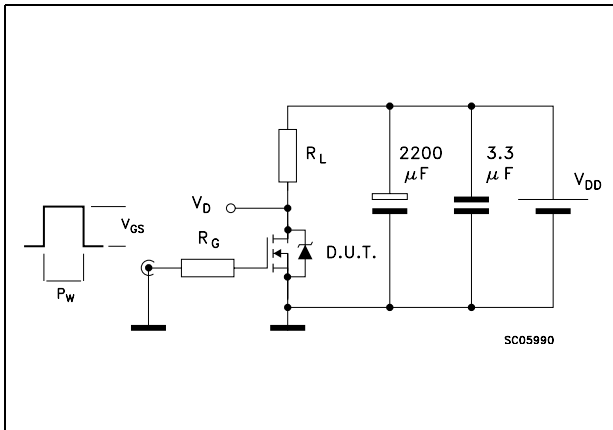 R_L
2200 μF
3.3 μF
V_DD
V_D
V_GS
R_G
D.U.T.
P_W
SC05990